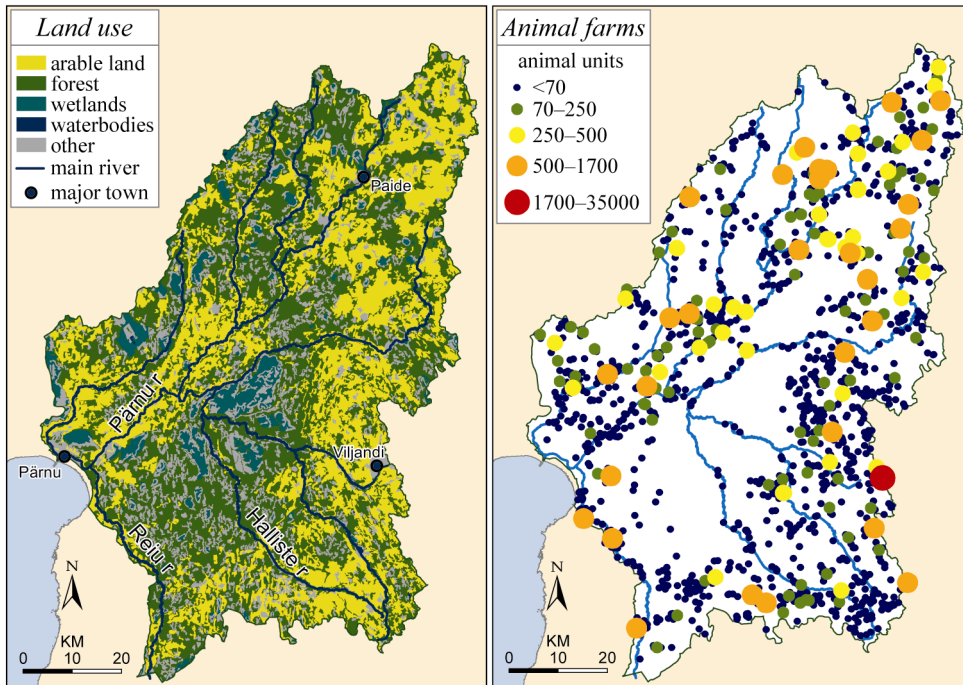 Land use
arable land
forest
wetlands
waterbodies
other
main river
major town
Paide
Pärnu r
Viljandi
Pärnu
Halliste r
Reiu r
N
KM
0 10 20
Animal farms
animal units
<70
70–250
250–500
500–1700
1700–35000
N
KM
0 10 20